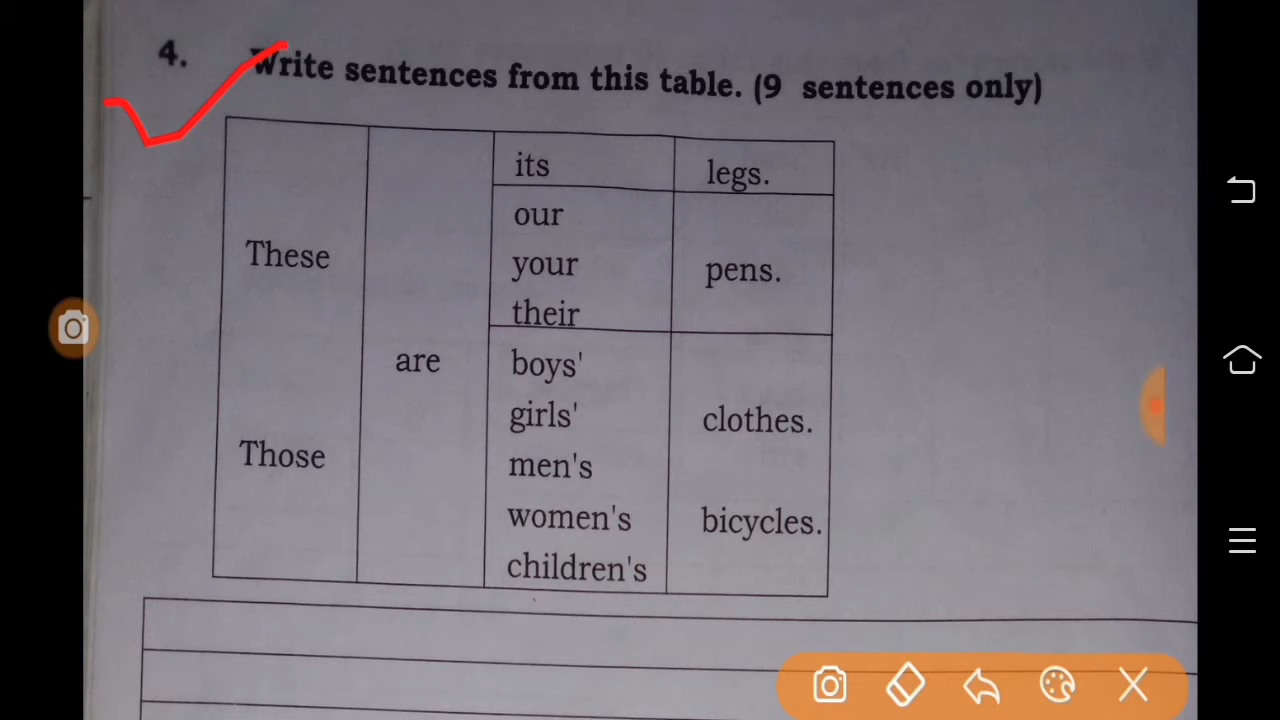 4. Write sentences from this table. (9 sentences only)
its legs.
our
These your pens.
their
are boys'
girls' clothes.
Those men's
women's bicycles.
children's